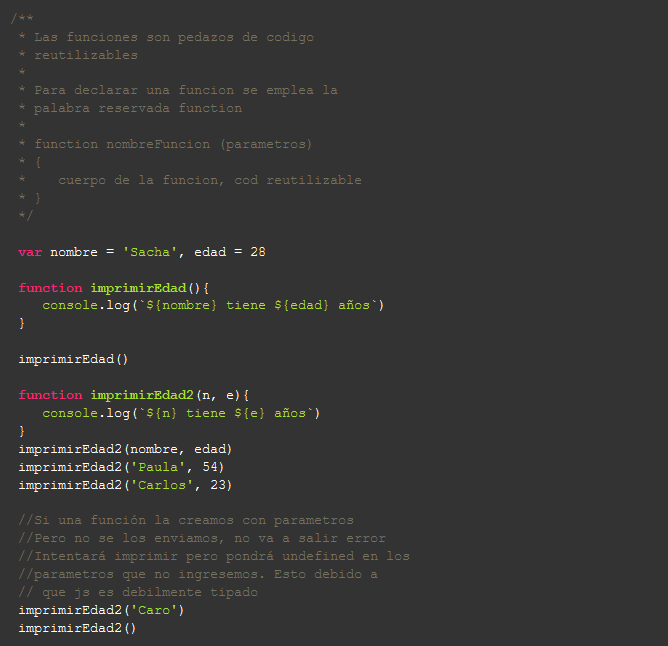 /**
* Las funciones son pedazos de codigo
* reutilizables
*
* Para declarar una funcion se emplea la
* palabra reservada function
*
* function nombreFuncion (parametros)
* {
*    cuerpo de la funcion, cod reutilizable
* }
*/
var nombre = 'Sacha', edad = 28
function imprimirEdad(){
   console.log(`${nombre} tiene ${edad} años`)
}
imprimirEdad()
function imprimirEdad2(n, e){
   console.log(`${n} tiene ${e} años`)
}
imprimirEdad2(nombre, edad)
imprimirEdad2('Paula', 54)
imprimirEdad2('Carlos', 23)
//Si una función la creamos con parametros
//Pero no se los enviamos, no va a salir error
//Intentará imprimir pero pondrá undefined en los
//parametros que no ingresemos. Esto debido a
// que js es debilmente tipado
imprimirEdad2('Caro')
imprimirEdad2()